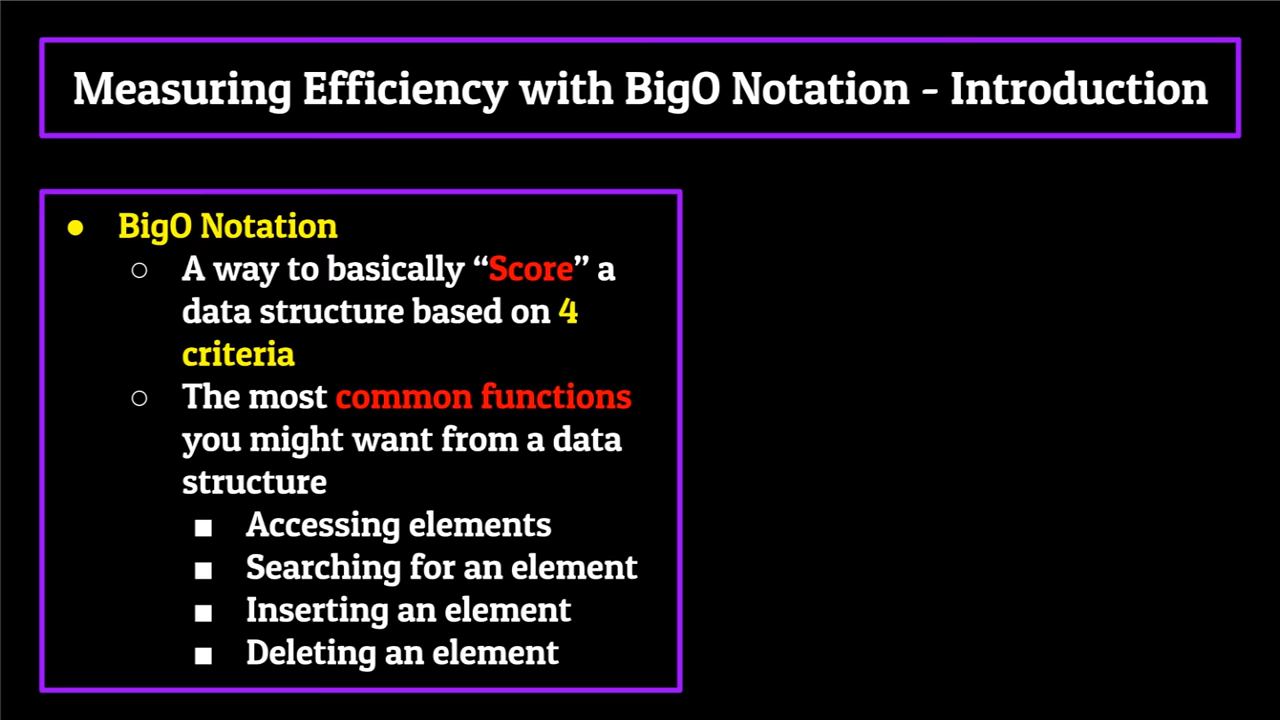 Measuring Efficiency with BigO Notation - Introduction
● BigO Notation
○ A way to basically “Score” a
data structure based on 4
criteria
○ The most common functions
you might want from a data
structure
■ Accessing elements
■ Searching for an element
■ Inserting an element
■ Deleting an element